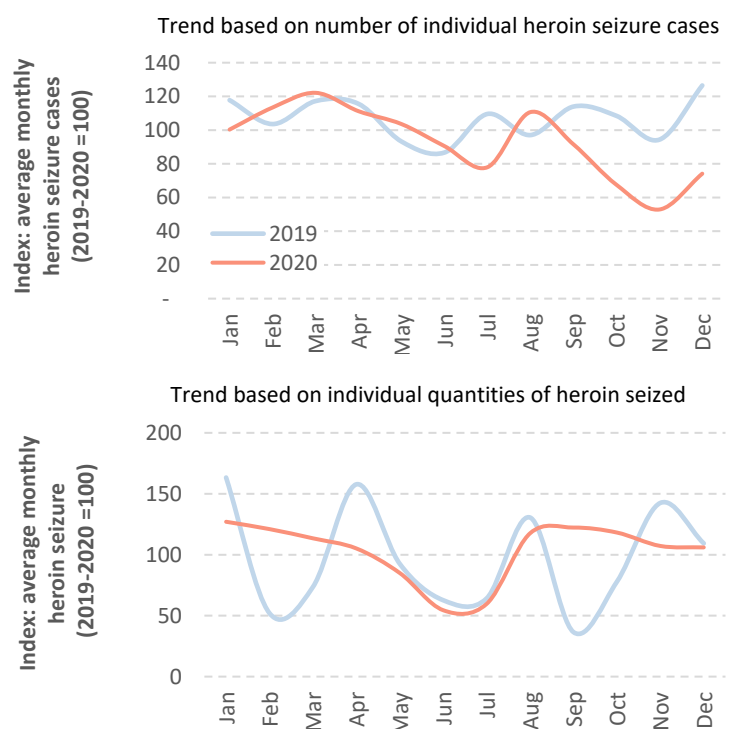 Trend based on number of individual heroin seizure cases
Index: average monthly
heroin seizure cases
(2019-2020 =100)
140
120
100
80
60
40
20
-
2019
2020
Jan
Feb
Mar
Apr
May
Jun
Jul
Aug
Sep
Oct
Nov
Dec
Trend based on individual quantities of heroin seized
Index: average monthly
heroin seizure
(2019-2020 =100)
200
150
100
50
0
Jan
Feb
Mar
Apr
May
Jun
Jul
Aug
Sep
Oct
Nov
Dec